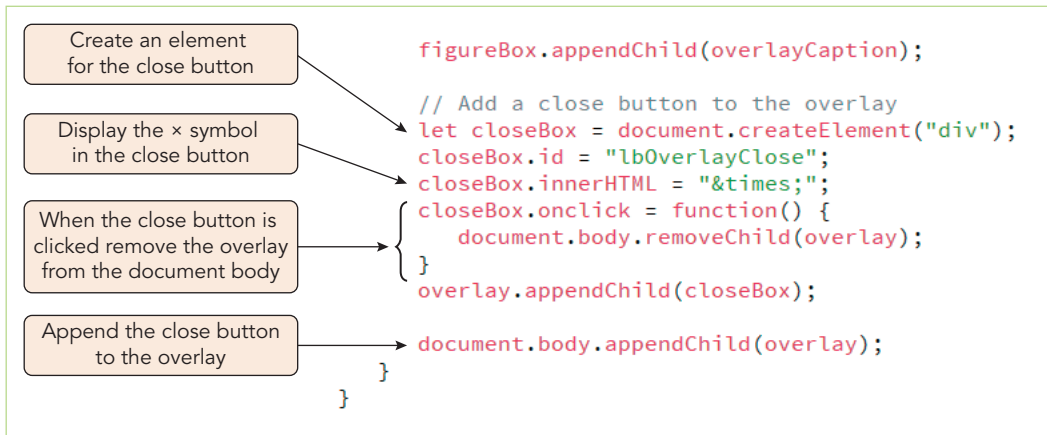 Create an element
for the close button
Display the × symbol
in the close button
When the close button is
clicked remove the overlay
from the document body
Append the close button
to the overlay
figureBox.appendChild(overlayCaption);
// Add a close button to the overlay
let closeBox = document.createElement("div");
closeBox.id = "lbOverlayClose";
closeBox.innerHTML = "&times;";
closeBox.onclick = function() {
   document.body.removeChild(overlay);
}
overlay.appendChild(closeBox);
document.body.appendChild(overlay);
}
}